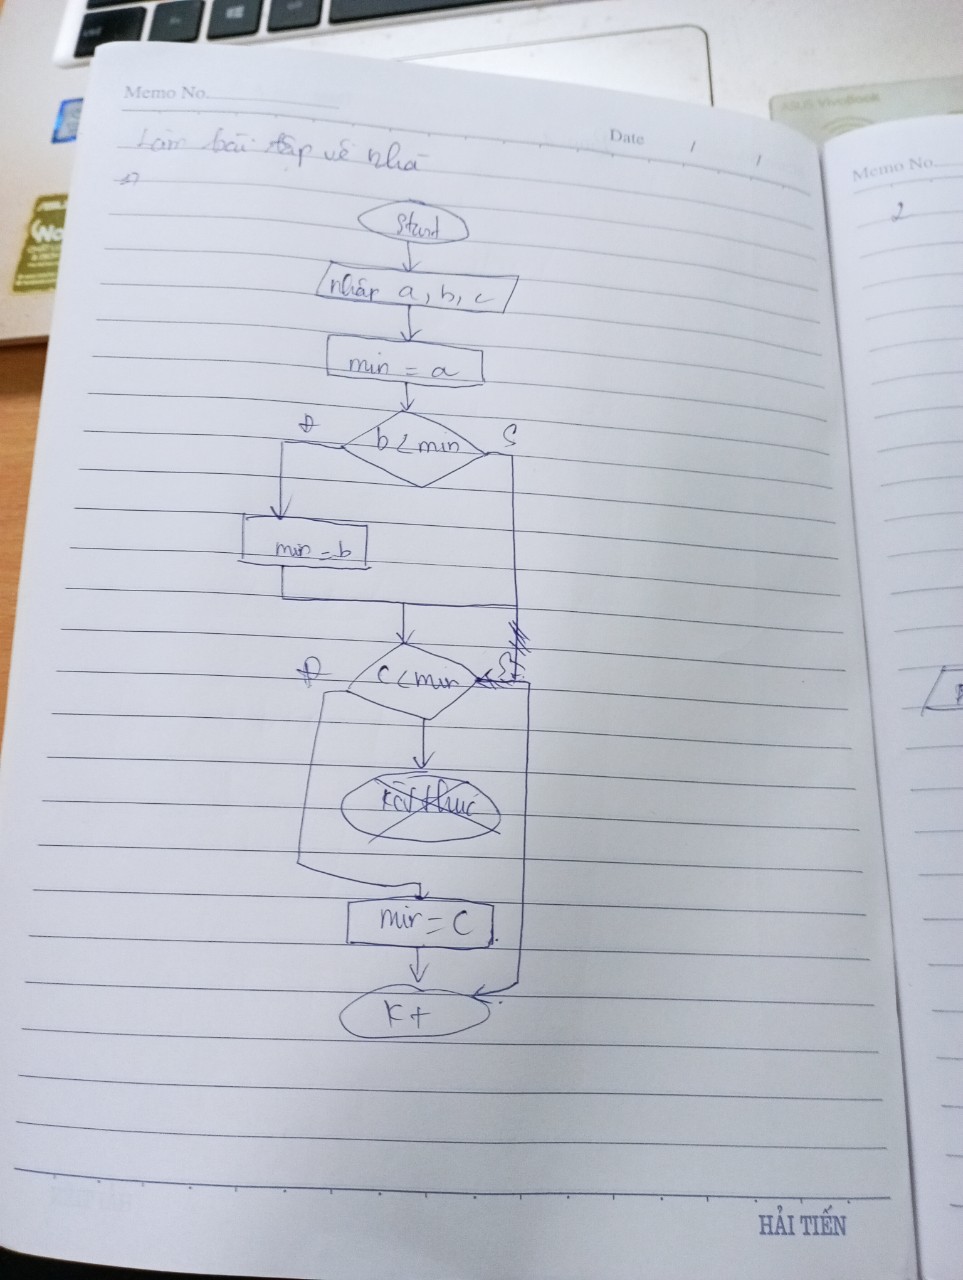 Memo No.
Date / /
Memo No.
Làm bài tập về nhà
2
Start
nhập a, b, c
min = a
Đ
b < min
S
min = b
Đ
c < min
S
Kết thúc
min = c
KT
HẢI TIẾN